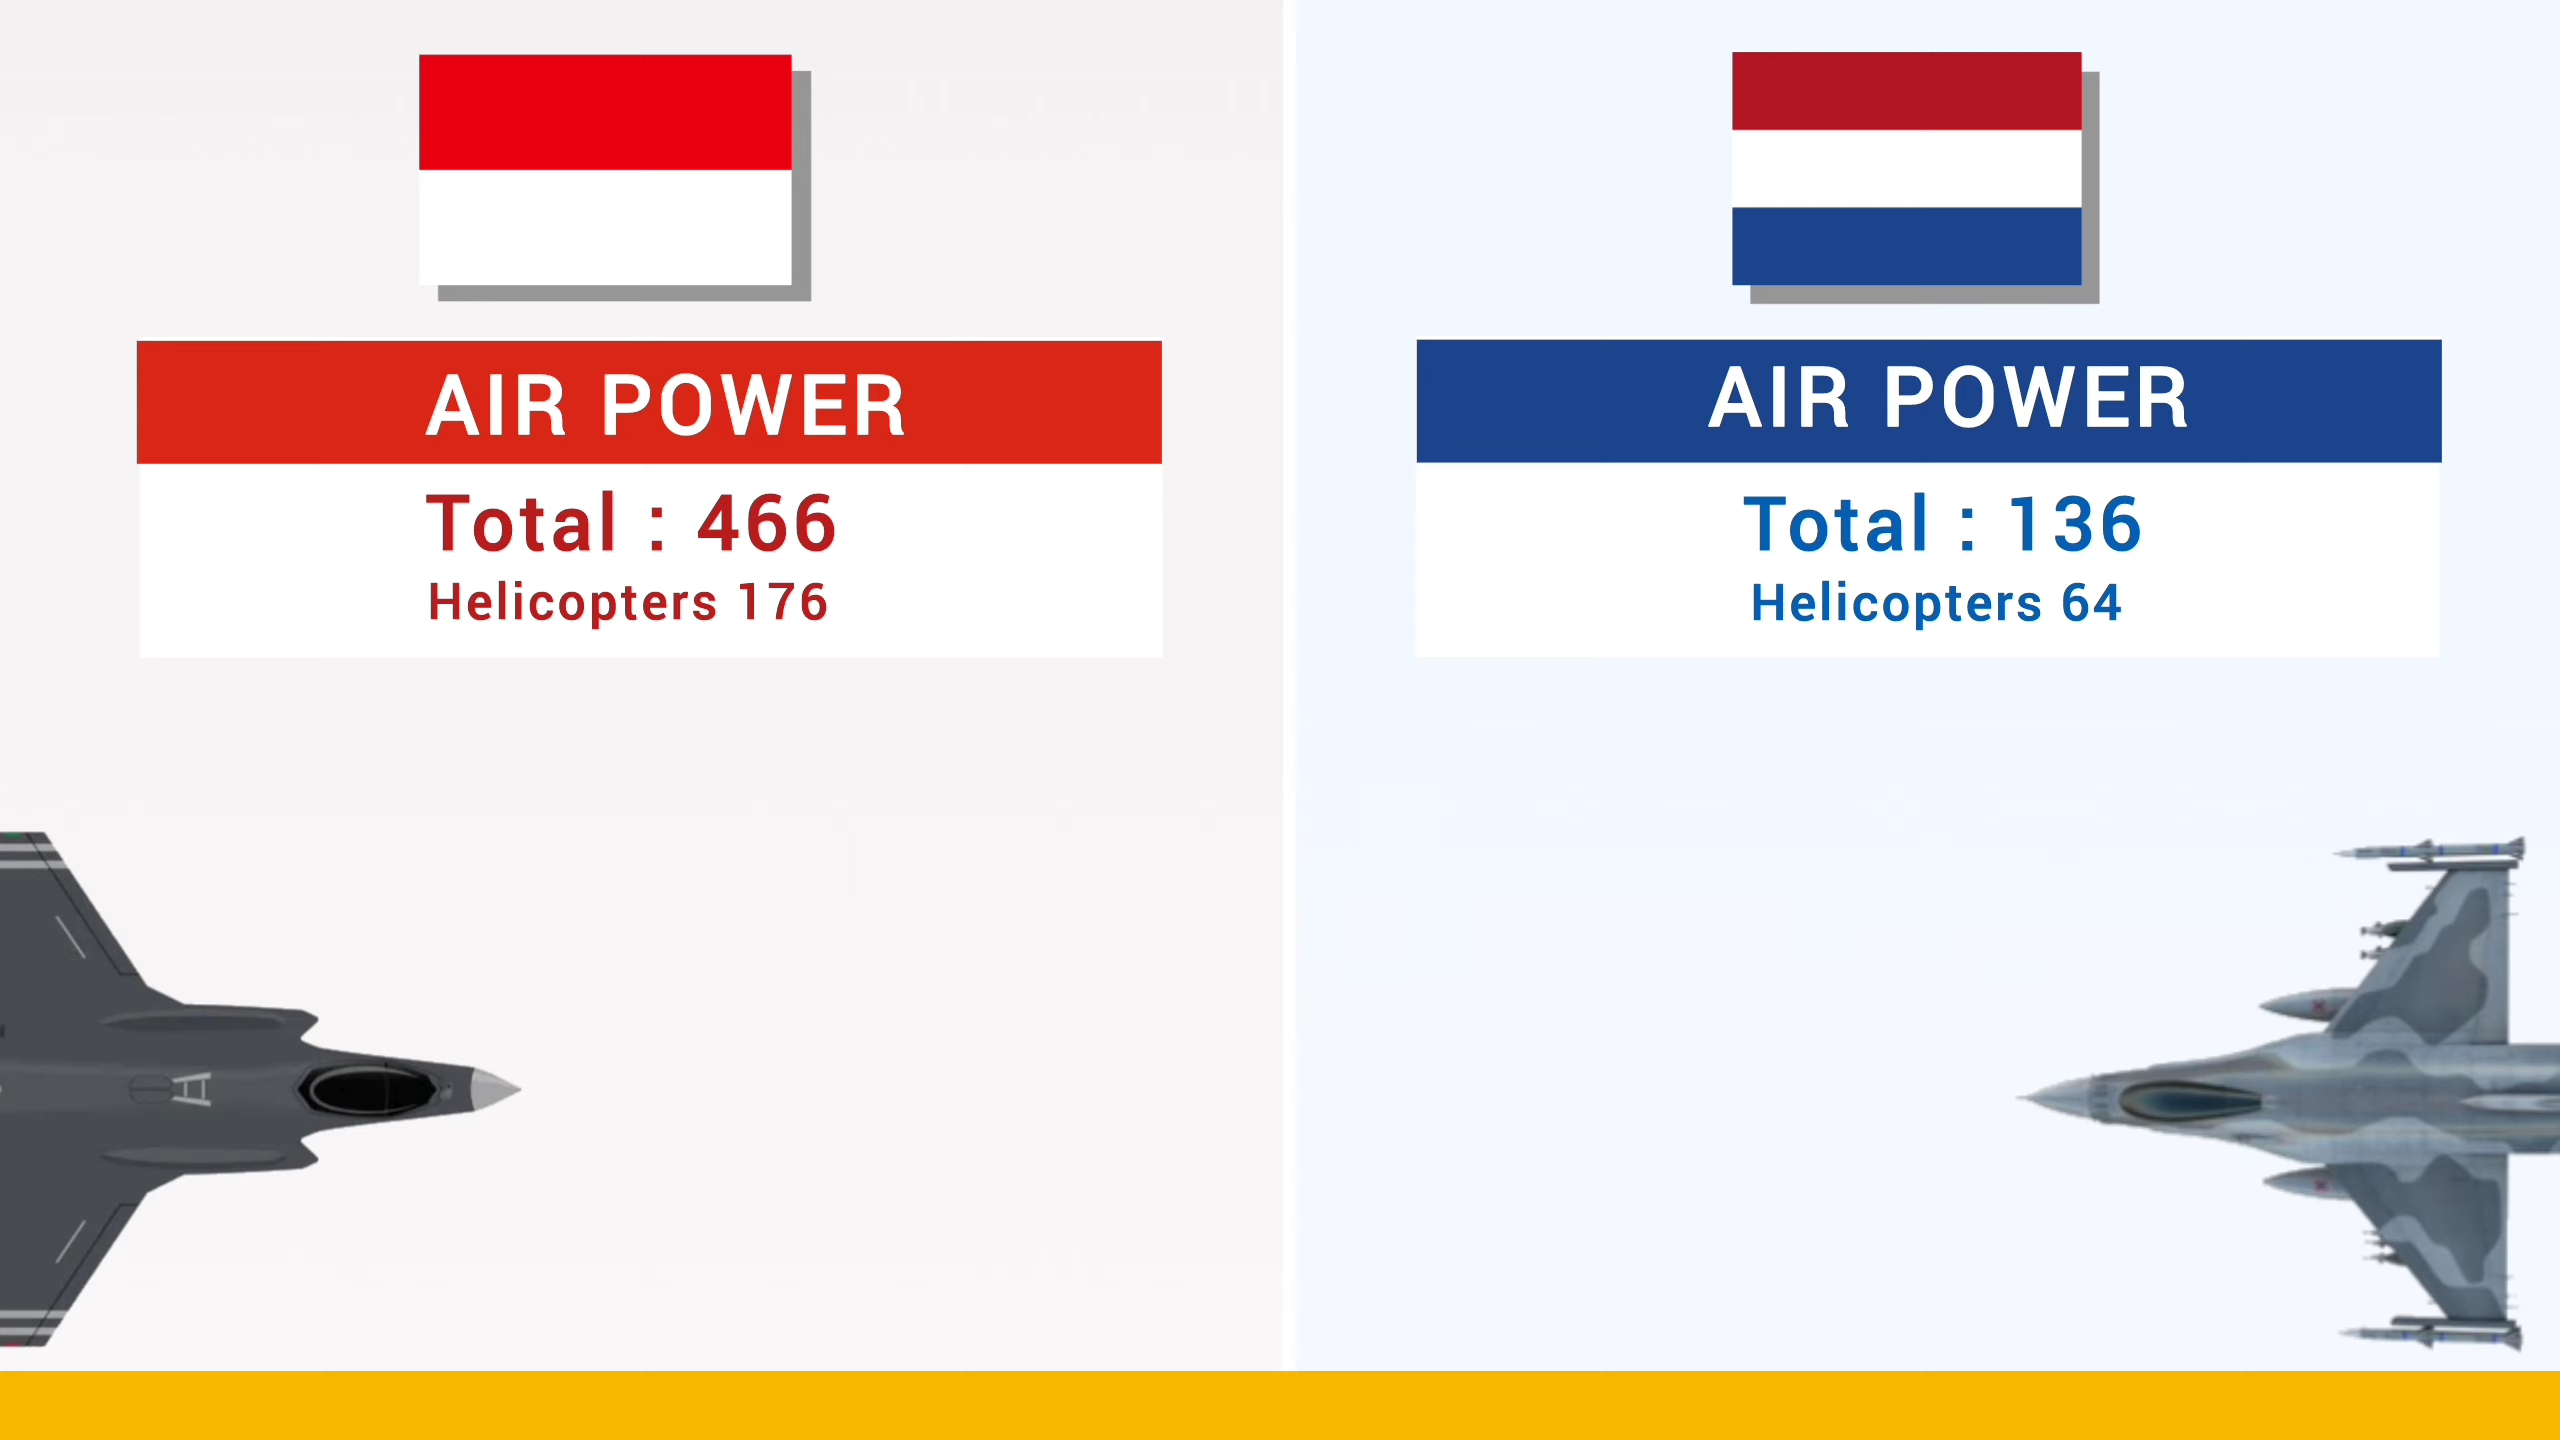 AIR POWER
Total : 466
Helicopters 176
AIR POWER
Total : 136
Helicopters 64